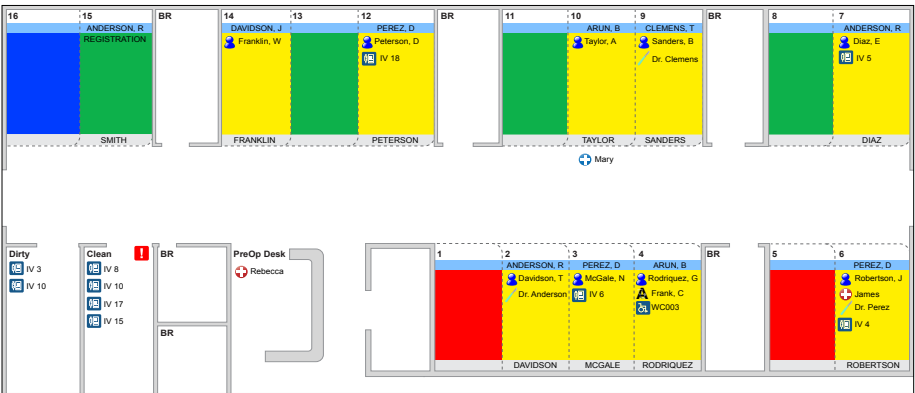 16
15
BR
14
13
12
BR
11
10
9
BR
8
7
ANDERSON, R
DAVIDSON, J
PEREZ, D
ARUN, B
CLEMENS, T
ANDERSON, R
REGISTRATION
Franklin, W
Peterson, D
Taylor, A
Sanders, B
Diaz, E
IV 18
Dr. Clemens
IV 5
SMITH
FRANKLIN
PETERSON
TAYLOR
SANDERS
DIAZ
Mary
Dirty
IV 3
IV 10
Clean !
IV 8
IV 10
IV 17
IV 15
BR
BR
PreOp Desk
Rebecca
1
2
3
4
BR
5
6
ANDERSON, R
PEREZ, D
ARUN, B
PEREZ, D
Davidson, T
McGale, N
Rodriquez, G
Robertson, J
Dr. Anderson
IV 6
A Frank, C
James
WC003
Dr. Perez
IV 4
DAVIDSON
MCGALE
RODRIQUEZ
ROBERTSON